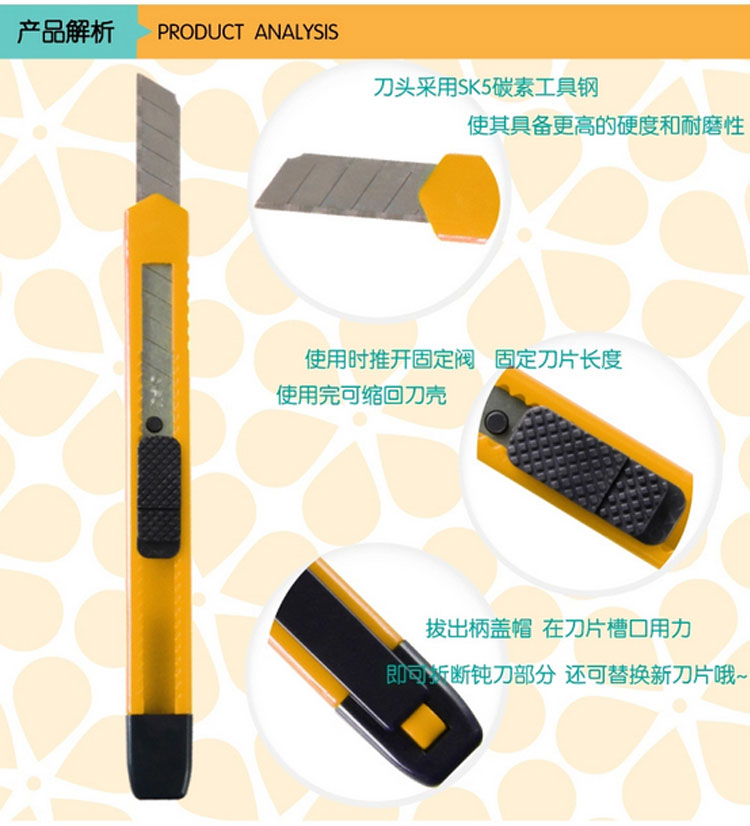 产品解析 PRODUCT ANALYSIS
刀头采用SK5碳素工具钢
使其具备更高的硬度和耐磨性
使用时推开固定阀 固定刀片长度
使用完可缩回刀壳
拔出柄盖帽 在刀片槽口用力
即可折断钝刀部分 还可替换新刀片哦~